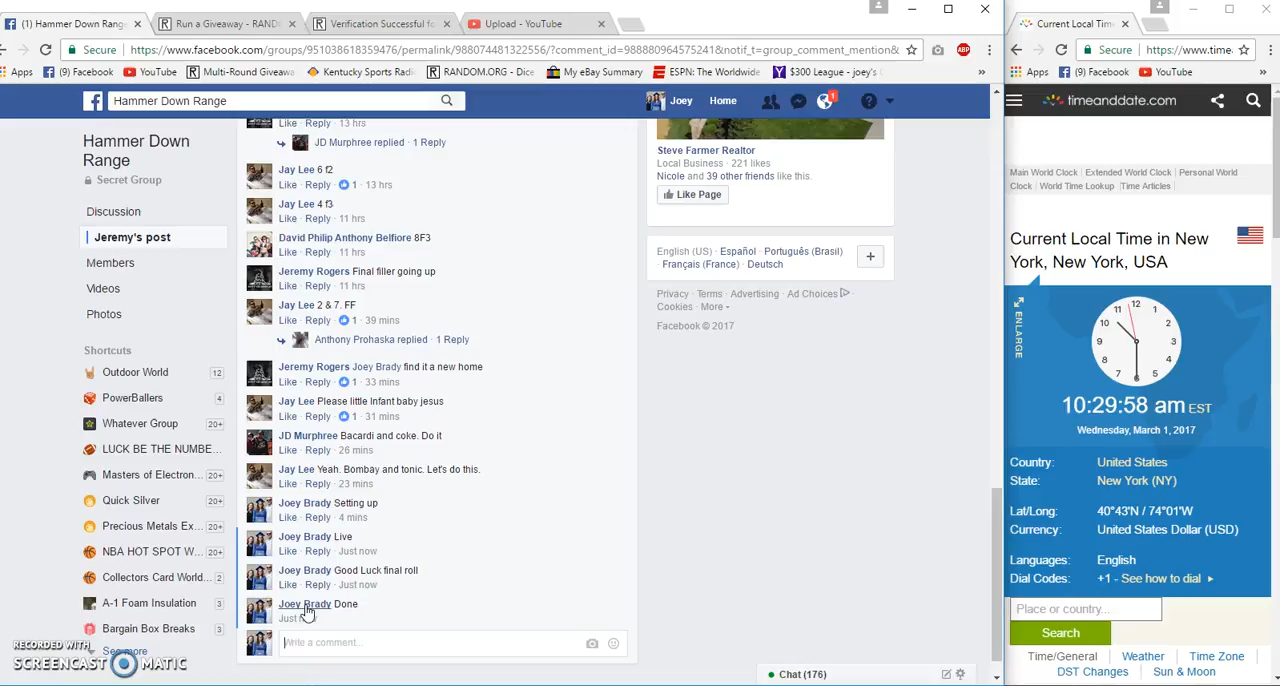 (1) Hammer Down Rang
Run a Giveaway - RAND
Verification Successful fo
Upload - YouTube
Current Local Time in
Secure
https://www.facebook.com/groups/951038618359476/permalink/988074481322556/?comment_id=988880964575241&notif_t=group_comment_mention&
ABP
Secure
https://www.time
Apps
(9) Facebook
YouTube
Multi-Round Giveawa
Kentucky Sports Radi
RANDOM.ORG - Dice
My eBay Summary
ESPN: The Worldwide
$300 League - joey's
»
Apps
(9) Facebook
YouTube
Hammer Down Range
Joey
Home
1
timeanddate.com
Hammer Down
Range
Secret Group
Discussion
Jeremy's post
Members
Videos
Photos
Shortcuts
Outdoor World 12
PowerBallers 4
Whatever Group 20+
LUCK BE THE NUMBE...
Masters of Electron... 20+
Quick Silver 20+
Precious Metals Ex... 20+
NBA HOT SPOT W... 20+
Collectors Card World... 2
A-1 Foam Insulation 3
Bargain Box Breaks 3
See more
Like · Reply · 13 hrs
JD Murphree replied · 1 Reply
Jay Lee 6 f2
Like · Reply · 1 · 13 hrs
Jay Lee 4 f3
Like · Reply · 11 hrs
David Philip Anthony Belfiore 8F3
Like · Reply · 11 hrs
Jeremy Rogers Final filler going up
Like · Reply · 11 hrs
Jay Lee 2 & 7. FF
Like · Reply · 1 · 39 mins
Anthony Prohaska replied · 1 Reply
Jeremy Rogers Joey Brady find it a new home
Like · Reply · 1 · 33 mins
Jay Lee Please little Infant baby jesus
Like · Reply · 1 · 31 mins
JD Murphree Bacardi and coke. Do it
Like · Reply · 26 mins
Jay Lee Yeah. Bombay and tonic. Let's do this.
Like · Reply · 23 mins
Joey Brady Setting up
Like · Reply · 4 mins
Joey Brady Live
Like · Reply · Just now
Joey Brady Good Luck final roll
Like · Reply · Just now
Joey Brady Done
Write a comment...
Steve Farmer Realtor
Local Business · 221 likes
Nicole and 39 other friends like this.
Like Page
English (US) · Español · Português (Brasil) ·
Français (France) · Deutsch
+
Privacy · Terms · Advertising · Ad Choices ·
Cookies · More
Facebook © 2017
Chat (176)
Main World Clock | Extended World Clock | Personal World
Clock | World Time Lookup | Time Articles |
Current Local Time in New
York, New York, USA
ENLARGE
12
1
2
3
4
5
6
7
8
9
10
11
10:29:58 am EST
Wednesday, March 1, 2017
Country: United States
State: New York (NY)
Lat/Long: 40°43'N / 74°01'W
Currency: United States Dollar (USD)
Languages: English
Dial Codes: +1 - See how to dial
Place or country...
Search
Time/General | Weather | Time Zone |
DST Changes | Sun & Moon
RECORDED WITH
SCREENCAST MATIC